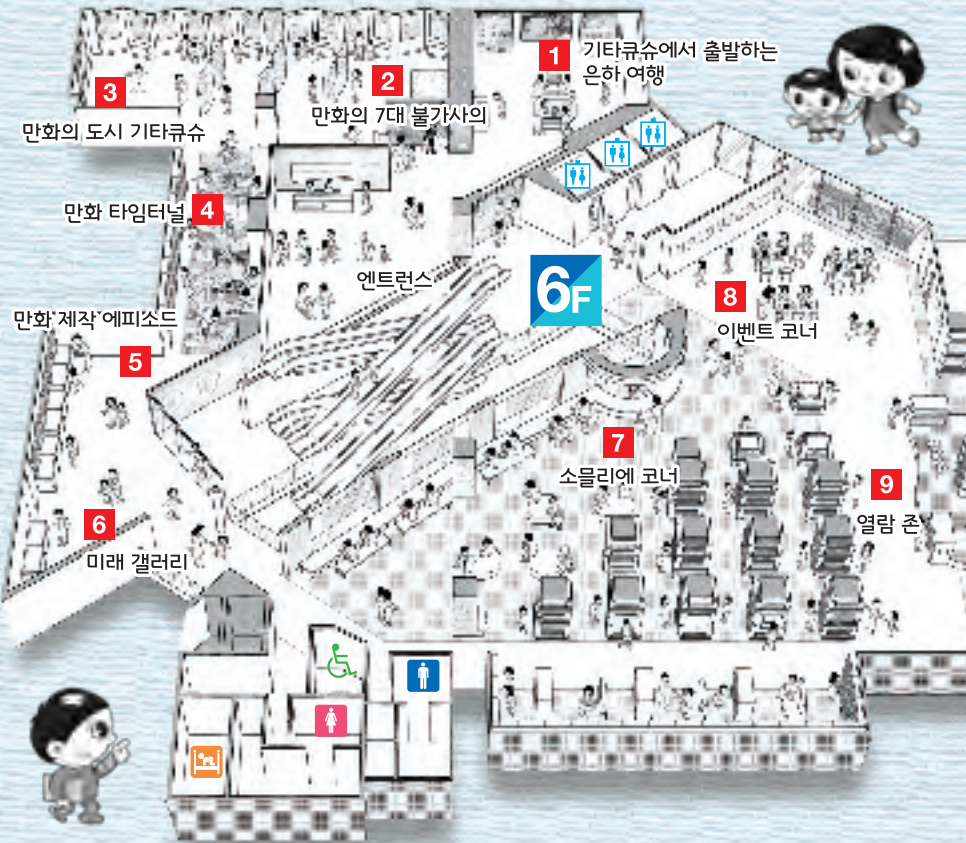 1 기타큐슈에서 출발하는
은하 여행
2
만화의 7대 불가사의
3
만화의 도시 기타큐슈
만화 타임터널 4
엔트런스
6F
만화 제작 에피소드
5
6
미래 갤러리
7
소믈리에 코너
8
이벤트 코너
9
열람 존